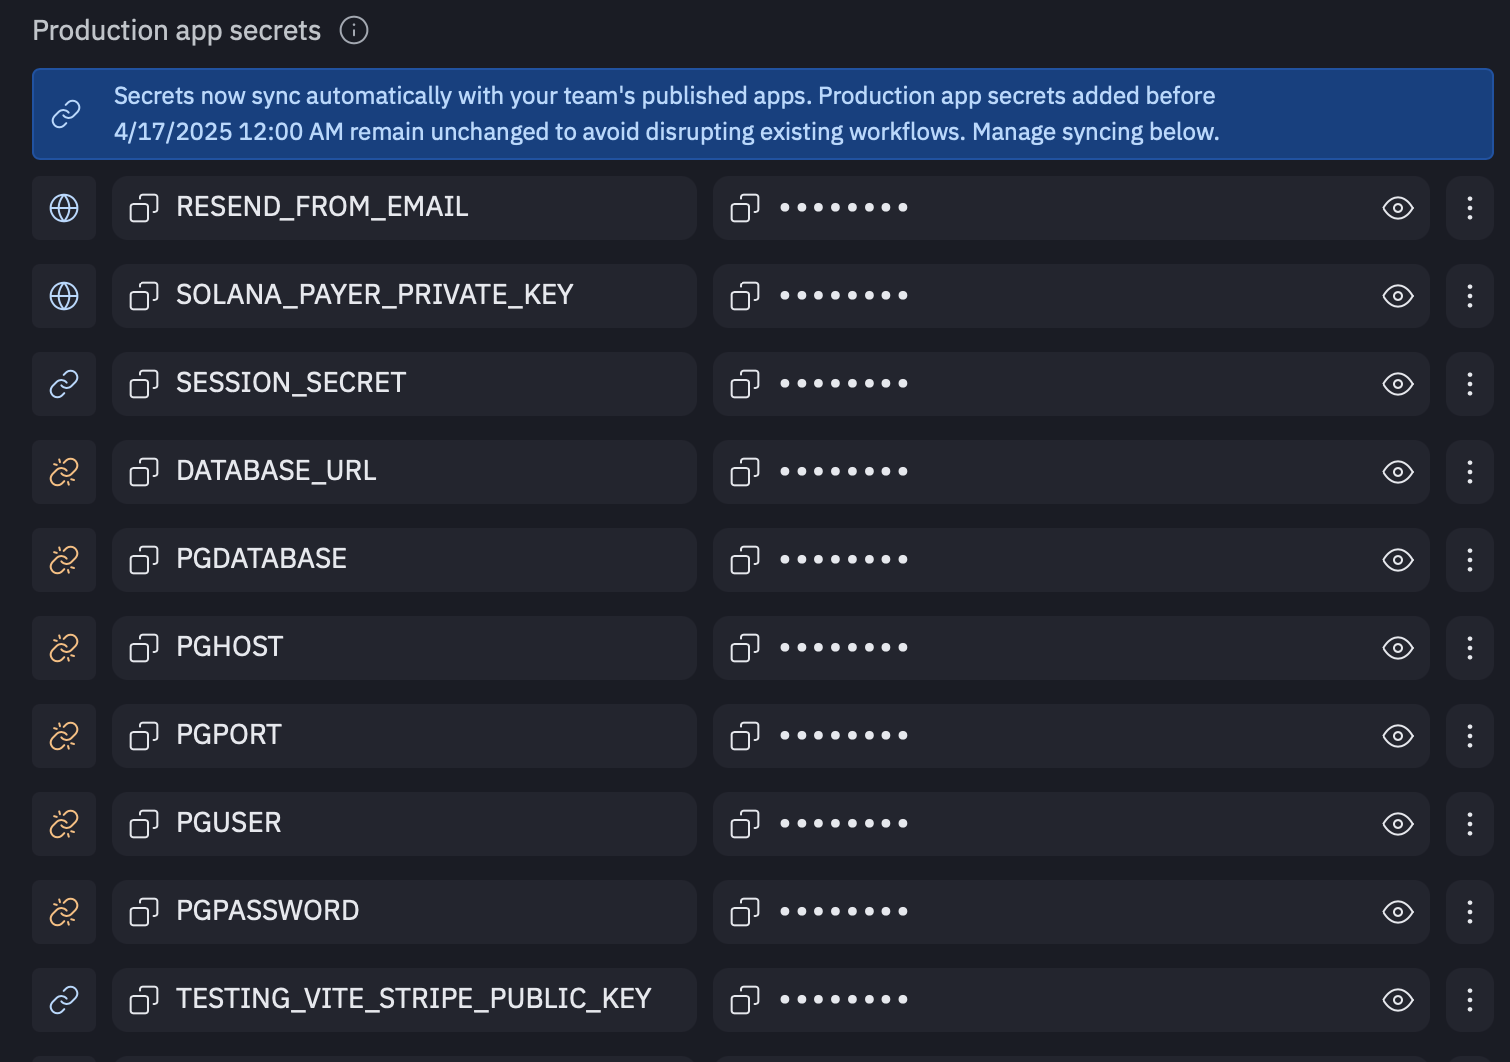 Production app secrets
Secrets now sync automatically with your team's published apps. Production app secrets added before
4/17/2025 12:00 AM remain unchanged to avoid disrupting existing workflows. Manage syncing below.
RESEND_FROM_EMAIL ••••••••
SOLANA_PAYER_PRIVATE_KEY ••••••••
SESSION_SECRET ••••••••
DATABASE_URL ••••••••
PGDATABASE ••••••••
PGHOST ••••••••
PGPORT ••••••••
PGUSER ••••••••
PGPASSWORD ••••••••
TESTING_VITE_STRIPE_PUBLIC_KEY ••••••••